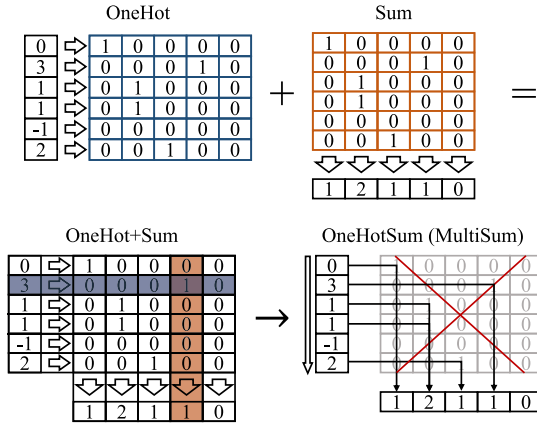 OneHot
Sum
0 1 0 0 0 0
3 0 0 0 1 0
1 0 1 0 0 0
1 0 1 0 0 0
-1 0 0 0 0 0
2 0 0 1 0 0
+
1 0 0 0 0
0 0 0 1 0
0 1 0 0 0
0 1 0 0 0
0 0 0 0 0
0 0 1 0 0
1 2 1 1 0
=
OneHot+Sum
0 1 0 0 0 0
3 0 0 0 1 0
1 0 1 0 0 0
1 0 1 0 0 0
-1 0 0 0 0 0
2 0 0 1 0 0
1 2 1 1 0
OneHotSum (MultiSum)
0
3
1
1
-1
2
1 2 1 1 0